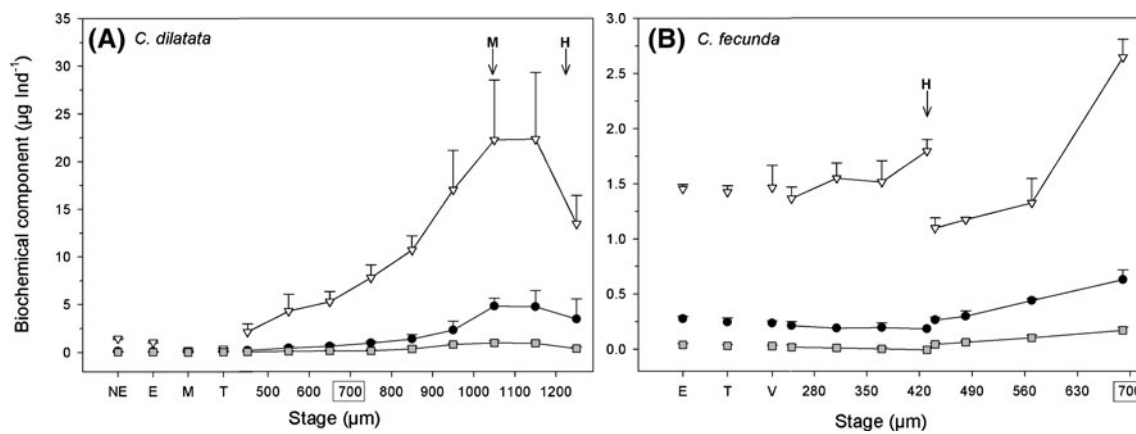 (A) C. dilatata
M
H
35
30
25
20
15
10
5
0
Biochemical component (µg Ind⁻¹)
NE E M T 500 600 700 800 900 1000 1100 1200
Stage (µm)
(B) C. fecunda
H
3.0
2.5
2.0
1.5
1.0
0.5
0.0
E T V 280 350 420 490 560 630 700
Stage (µm)